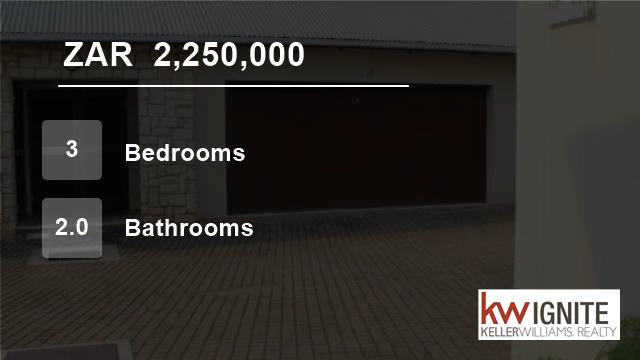 ZAR 2,250,000
3
Bedrooms
2.0
Bathrooms
kw IGNITE
KELLERWILLIAMS. REALTY